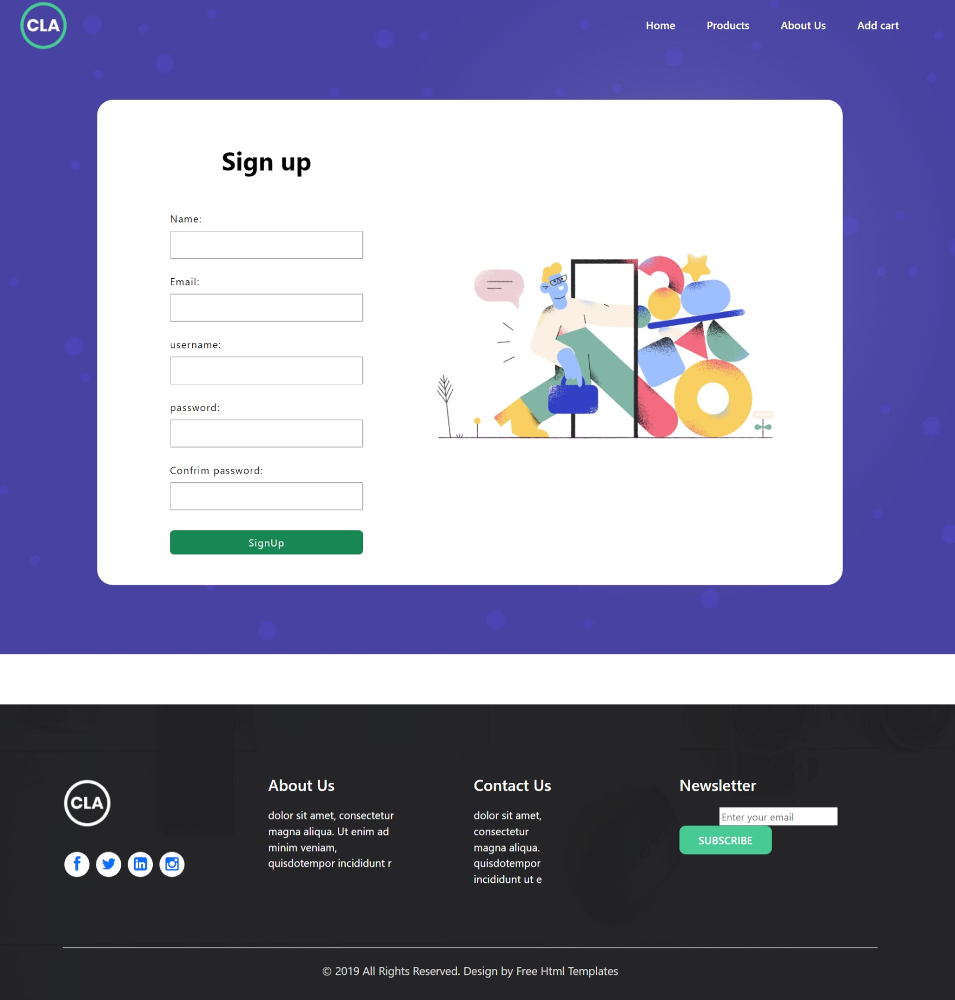 CLA
Home
Products
About Us
Add cart
Sign up
Name:
Email:
username:
password:
Confrim password:
SignUp
CLA
About Us
dolor sit amet, consectetur
magna aliqua. Ut enim ad
minim veniam,
quisdotempor incididunt r
Contact Us
dolor sit amet,
consectetur
magna aliqua.
quisdotempor
incididunt ut e
Newsletter
Enter your email
SUBSCRIBE
© 2019 All Rights Reserved. Design by Free Html Templates